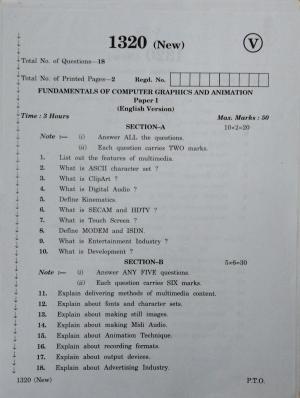 1320 (New)
V
Total No. of Questions—18
Total No. of Printed Pages—2 Regd. No.
FUNDAMENTALS OF COMPUTER GRAPHICS AND ANIMATION
Paper I
(English Version)
Time : 3 Hours Max. Marks : 50
SECTION–A 10×2=20
Note :— (i) Answer ALL the questions.
(ii) Each question carries TWO marks.
1. List out the features of multimedia.
2. What is ASCII character set ?
3. What is ClipArt ?
4. What is Digital Audio ?
5. Define Kinematics.
6. What is SECAM and HDTV ?
7. What is Touch Screen ?
8. Define MODEM and ISDN.
9. What is Entertainment Industry ?
10. What is Development ?
SECTION–B 5×6=30
Note :— (i) Answer ANY FIVE questions.
(ii) Each question carries SIX marks.
11. Explain delivering methods of multimedia content.
12. Explain about fonts and character sets.
13. Explain about making still images.
14. Explain about making Midi Audio.
15. Explain about Animation Technique.
16. Explain about recording formats.
17. Explain about output devices.
18. Explain about Advertising Industry.
1320 (New) P.T.O.